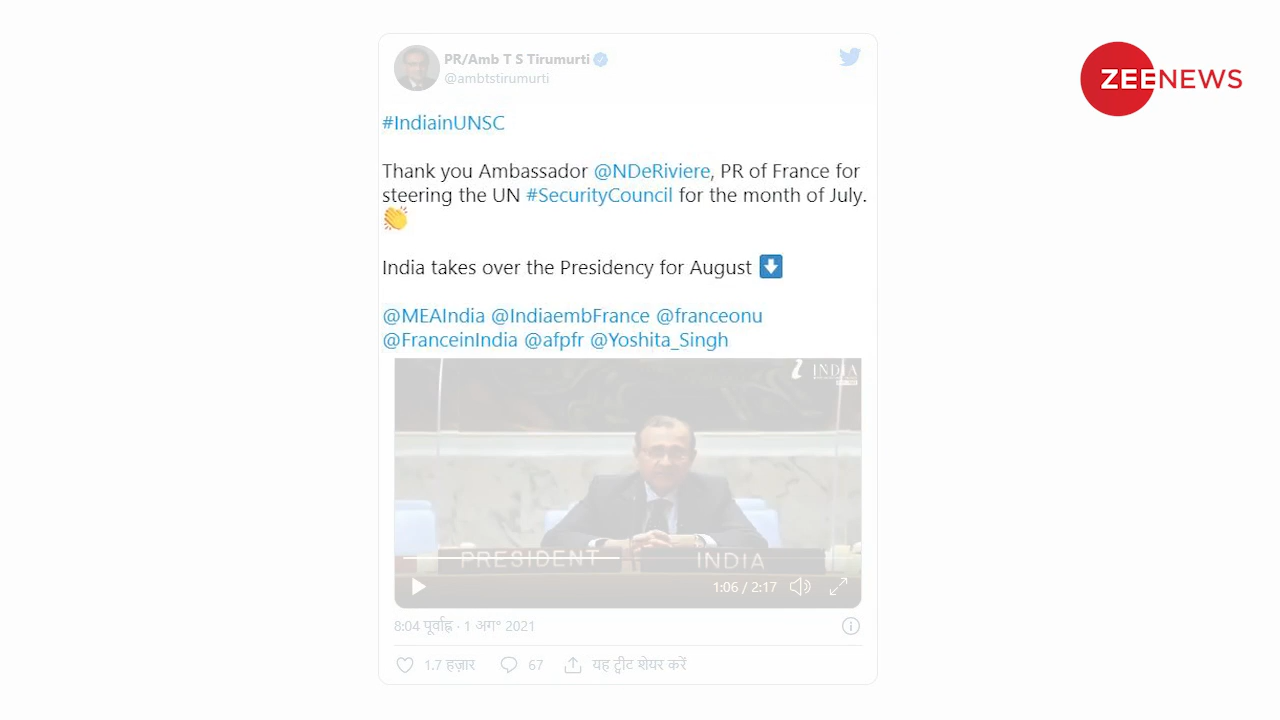 PR/Amb T S Tirumurti
@ambtstirumurti
ZEENEWS
#IndiainUNSC
Thank you Ambassador @NDeRiviere, PR of France for
steering the UN #SecurityCouncil for the month of July.
👏
India takes over the Presidency for August ⬇️
@MEAIndia @IndiaembFrance @franceonu
@FranceinIndia @afpfr @Yoshita_Singh
INDIA
PRESIDENT INDIA
1:06 / 2:17
8:04 पूर्वाह्न · 1 अग॰ 2021
1.7 हज़ार 67 यह ट्वीट शेयर करें